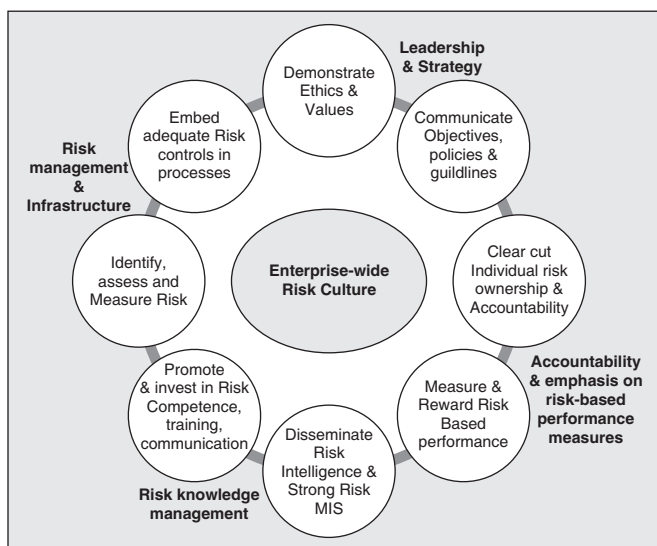 Demonstrate
Ethics &
Values
Leadership
& Strategy
Communicate
Objectives,
policies &
guildlines
Clear cut
Individual risk
ownership &
Accountability
Accountability
& emphasis on
risk-based
performance
measures
Measure &
Reward Risk
Based
performance
Disseminate
Risk
Intelligence &
Strong Risk
MIS
Risk knowledge
management
Promote
& invest in Risk
Competence,
training,
communication
Identify,
assess and
Measure Risk
Risk
management
&
Infrastructure
Embed
adequate Risk
controls in
processes
Enterprise-wide
Risk Culture